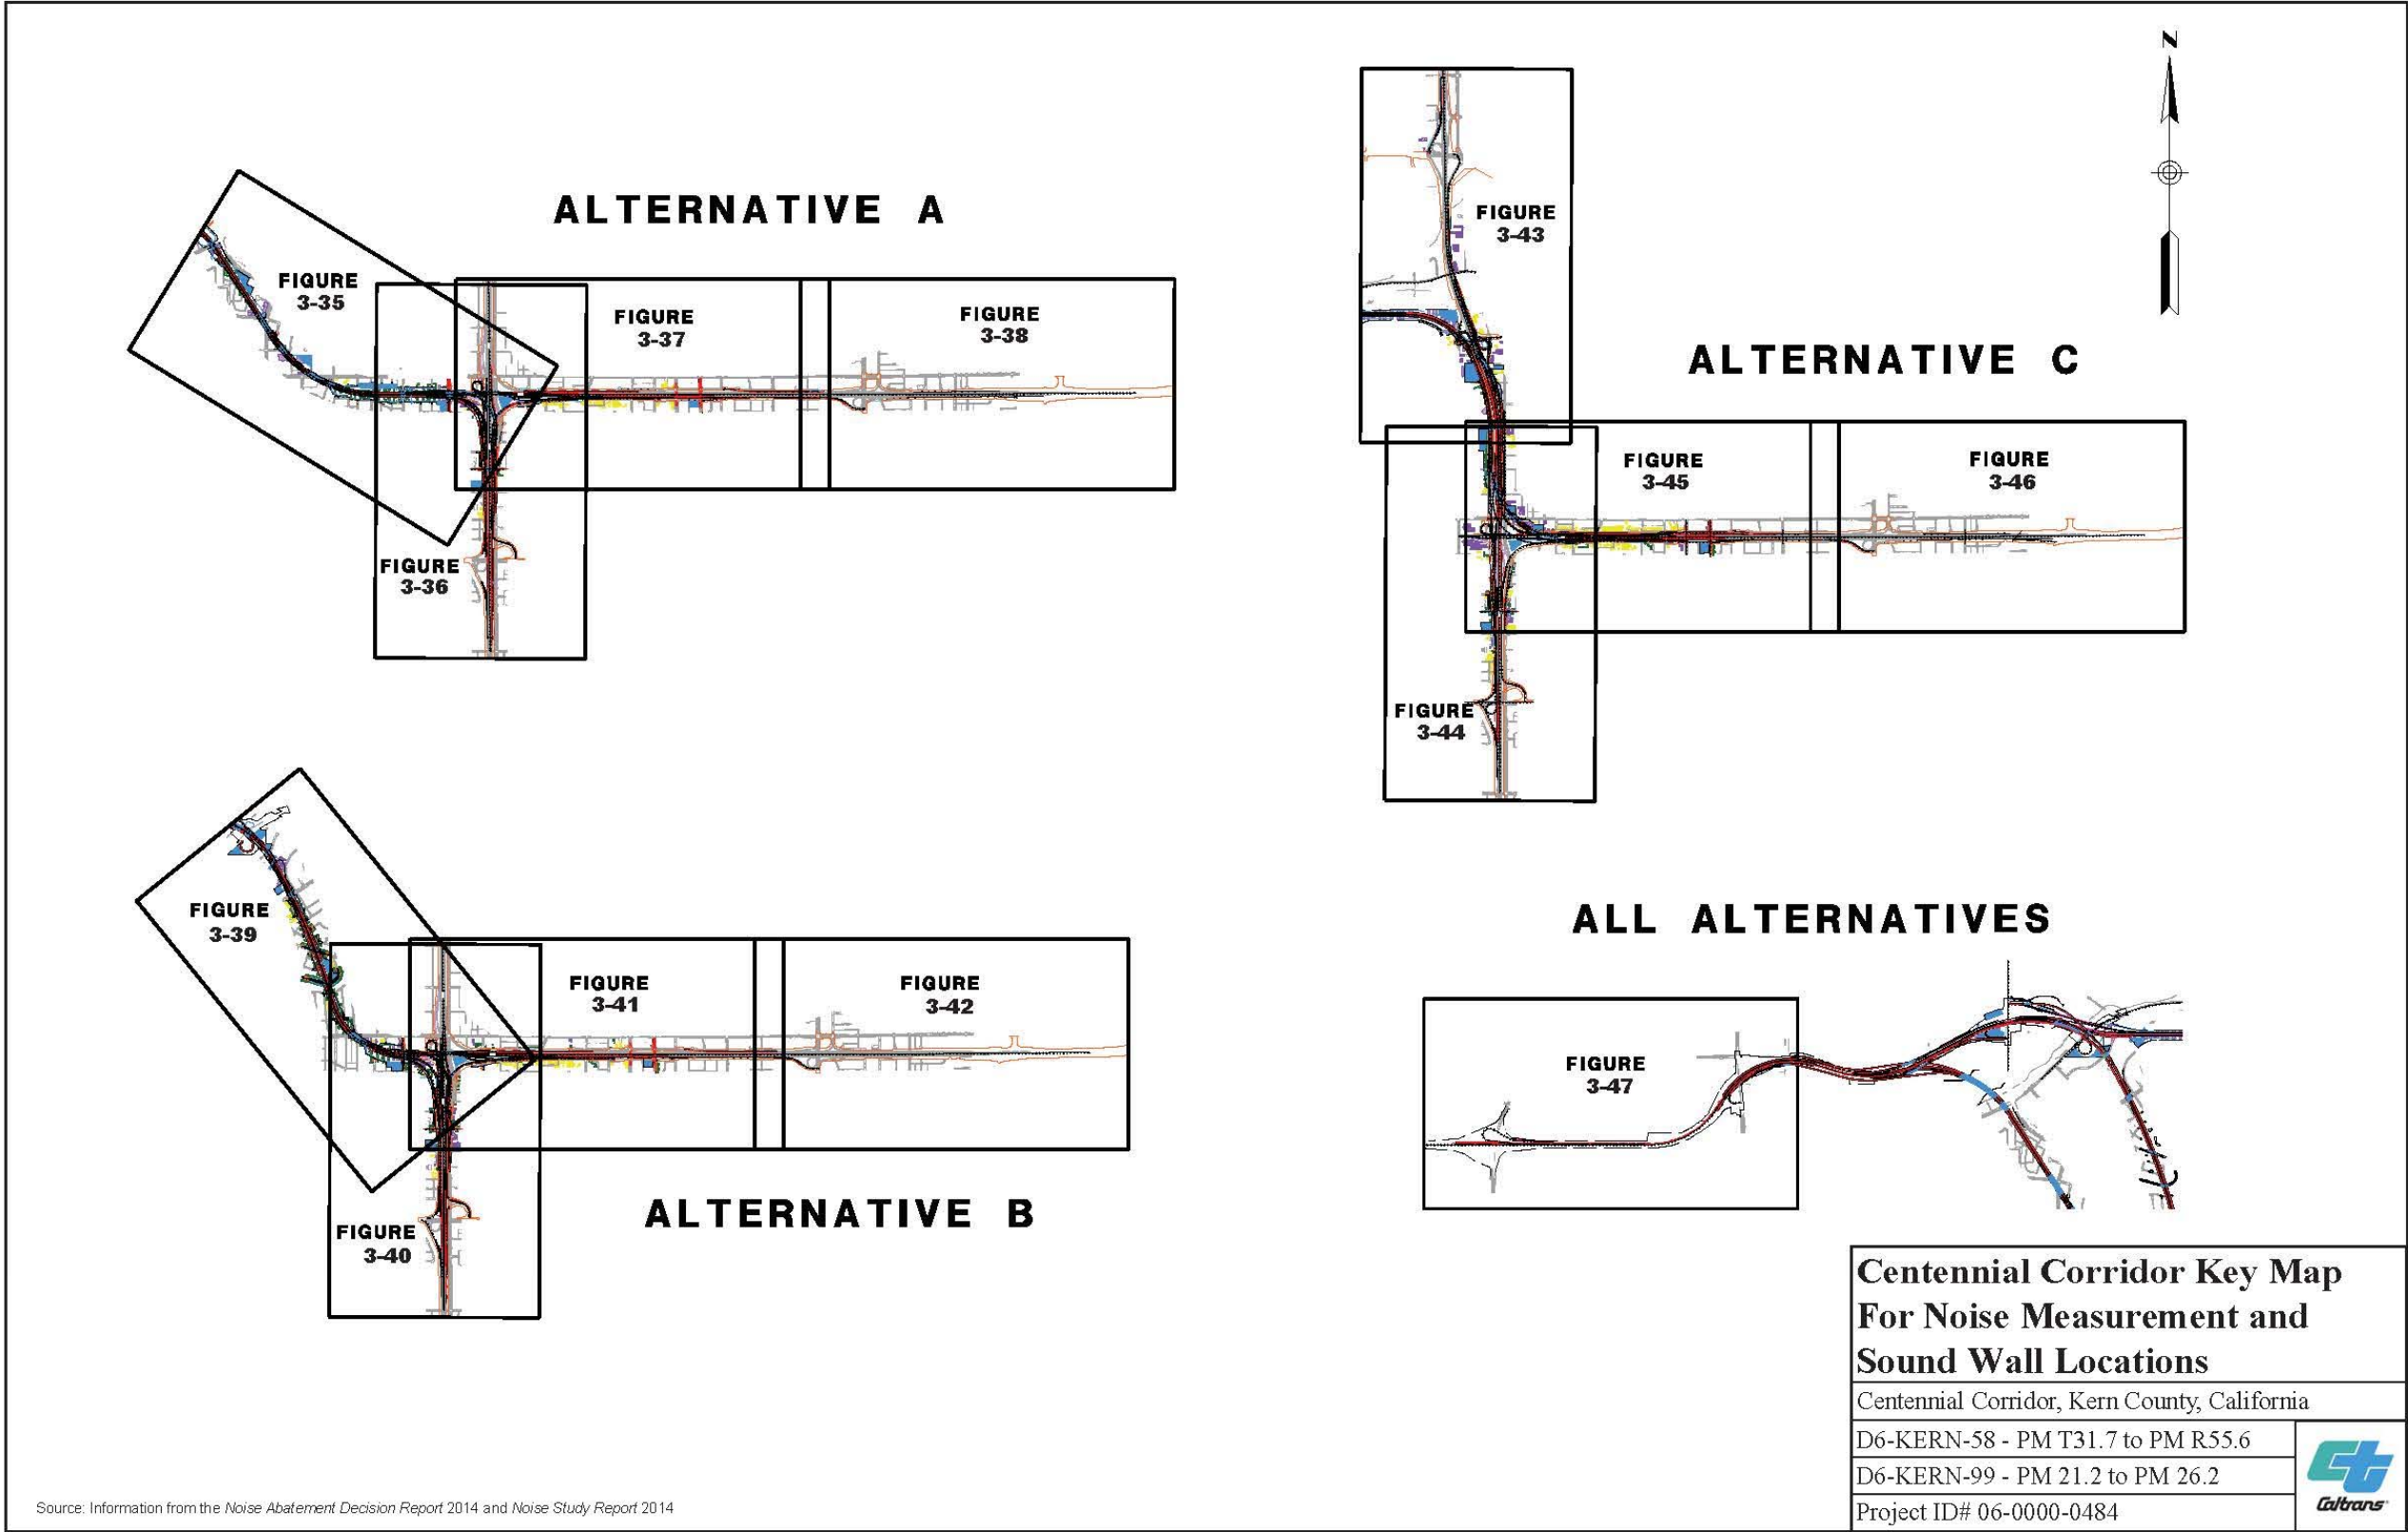 N
ALTERNATIVE A
FIGURE
3-35
FIGURE
3-36
FIGURE
3-37
FIGURE
3-38
FIGURE
3-43
ALTERNATIVE C
FIGURE
3-45
FIGURE
3-46
FIGURE
3-44
FIGURE
3-39
FIGURE
3-41
FIGURE
3-42
FIGURE
3-40
ALTERNATIVE B
ALL ALTERNATIVES
FIGURE
3-47
Centennial Corridor Key Map
For Noise Measurement and
Sound Wall Locations
Centennial Corridor, Kern County, California
D6-KERN-58 - PM T31.7 to PM R55.6
D6-KERN-99 - PM 21.2 to PM 26.2
Project ID# 06-0000-0484
ct
Caltrans
Source: Information from the Noise Abatement Decision Report 2014 and Noise Study Report 2014